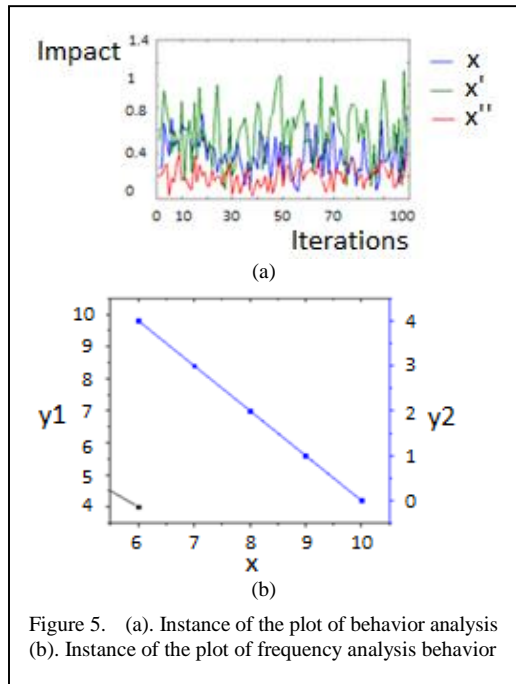 Impact
1.4
1
0.8
0.4
0
x
x'
x''
0 10 30 50 70 100
Iterations
(a)
10
9
8
7
6
5
4
y1
4
3
2
1
0
y2
6 7 8 9 10
x
(b)
Figure 5. (a). Instance of the plot of behavior analysis
(b). Instance of the plot of frequency analysis behavior